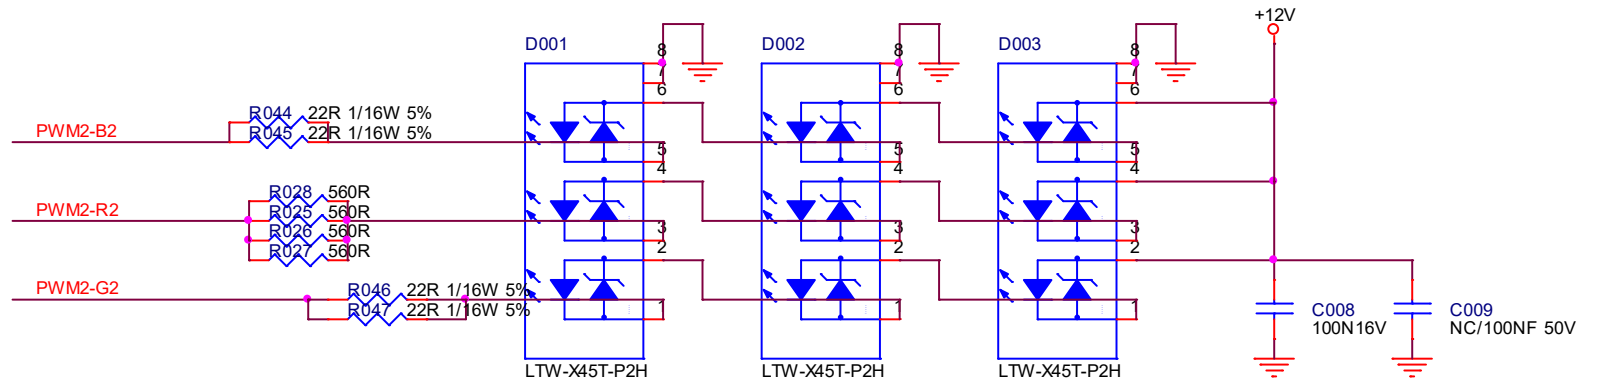 +12V
D001
D002
D003
8
7
6
5
4
3
2
1
8
7
6
5
4
3
2
1
8
7
6
5
4
3
2
1
PWM2-B2
R044 22R 1/16W 5%
R045 22R 1/16W 5%
PWM2-R2
R028 560R
R025 560R
R026 560R
R027 560R
PWM2-G2
R046 22R 1/16W 5%
R047 22R 1/16W 5%
C008
100N16V
C009
NC/100NF 50V
LTW-X45T-P2H
LTW-X45T-P2H
LTW-X45T-P2H